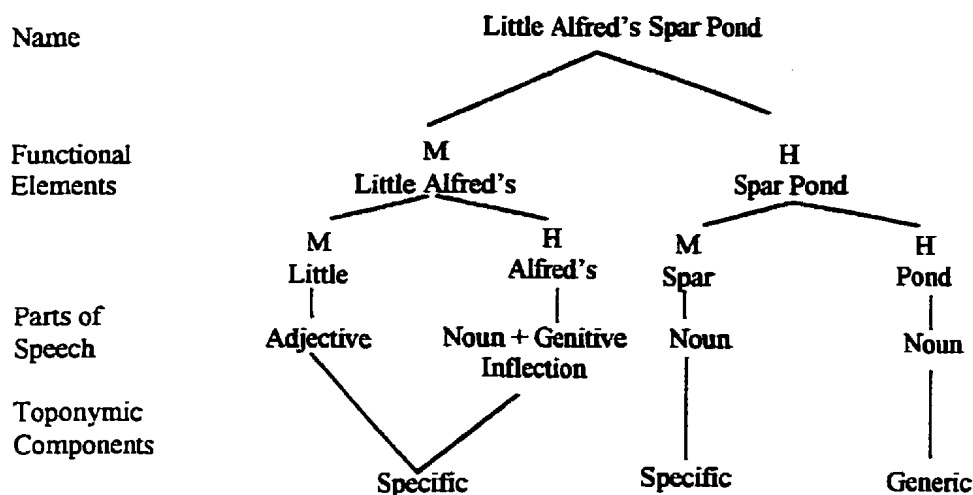 Name
Little Alfred's Spar Pond
Functional
Elements
M
Little Alfred's
H
Spar Pond
M
Little
H
Alfred's
M
Spar
H
Pond
Parts of
Speech
Adjective
Noun + Genitive
Inflection
Noun
Noun
Toponymic
Components
Specific
Specific
Generic